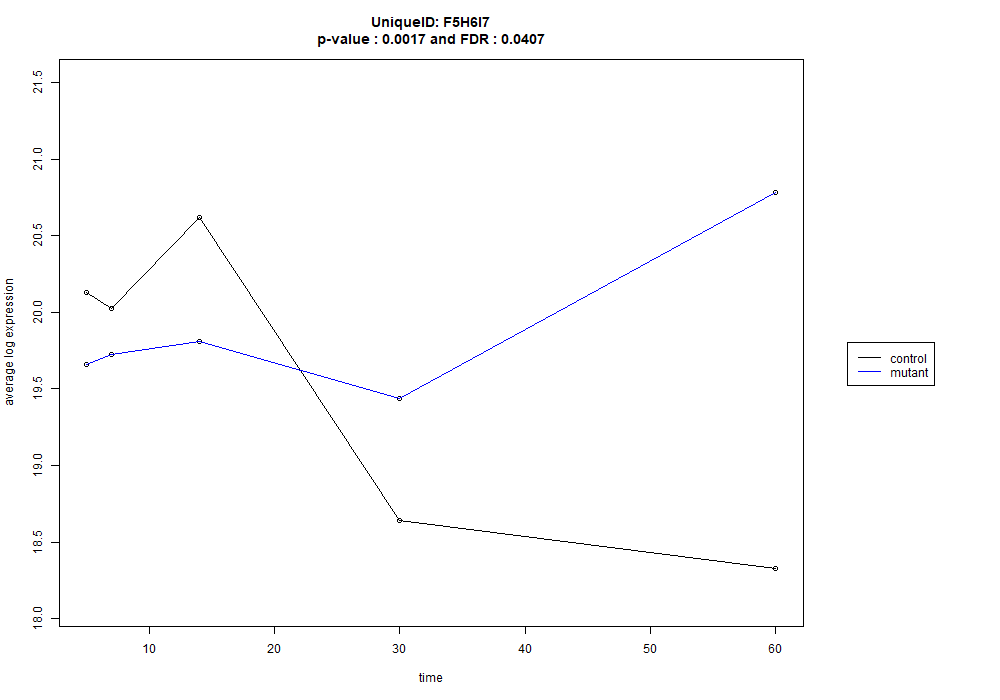 UniqueID: F5H6I7
p-value : 0.0017 and FDR : 0.0407
average log expression
21.5
21.0
20.5
20.0
19.5
19.0
18.5
18.0
10
20
30
40
50
60
time
control
mutant